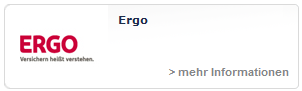 Ergo
ERGO
Versichern heißt verstehen.
> mehr Informationen